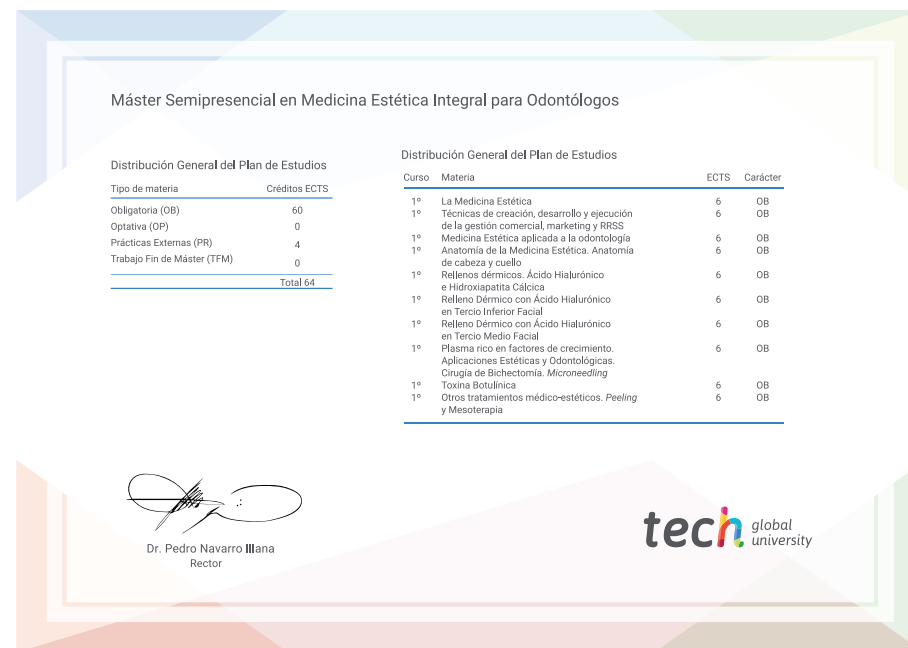 Máster Semipresencial en Medicina Estética Integral para Odontólogos
Distribución General del Plan de Estudios
Tipo de materia Créditos ECTS
Obligatoria (OB) 60
Optativa (OP) 0
Prácticas Externas (PR) 4
Trabajo Fin de Máster (TFM) 0
Total 64
Distribución General del Plan de Estudios
Curso Materia ECTS Carácter
1º La Medicina Estética 6 OB
1º Técnicas de creación, desarrollo y ejecución 6 OB
de la gestión comercial, marketing y RRSS
1º Medicina Estética aplicada a la odontología 6 OB
1º Anatomía de la Medicina Estética. Anatomía 6 OB
de cabeza y cuello
1º Rellenos dérmicos. Ácido Hialurónico 6 OB
e Hidroxiapatita Cálcica
1º Relleno Dérmico con Ácido Hialurónico 6 OB
en Tercio Inferior Facial
1º Relleno Dérmico con Ácido Hialurónico 6 OB
en Tercio Medio Facial
1º Plasma rico en factores de crecimiento. 6 OB
Aplicaciones Estéticas y Odontológicas.
Cirugía de Bichectomía. Microneedling
1º Toxina Botulínica 6 OB
1º Otros tratamientos médico-estéticos. Peeling 6 OB
y Mesoterapia
Dr. Pedro Navarro Illana
Rector
tech global
university